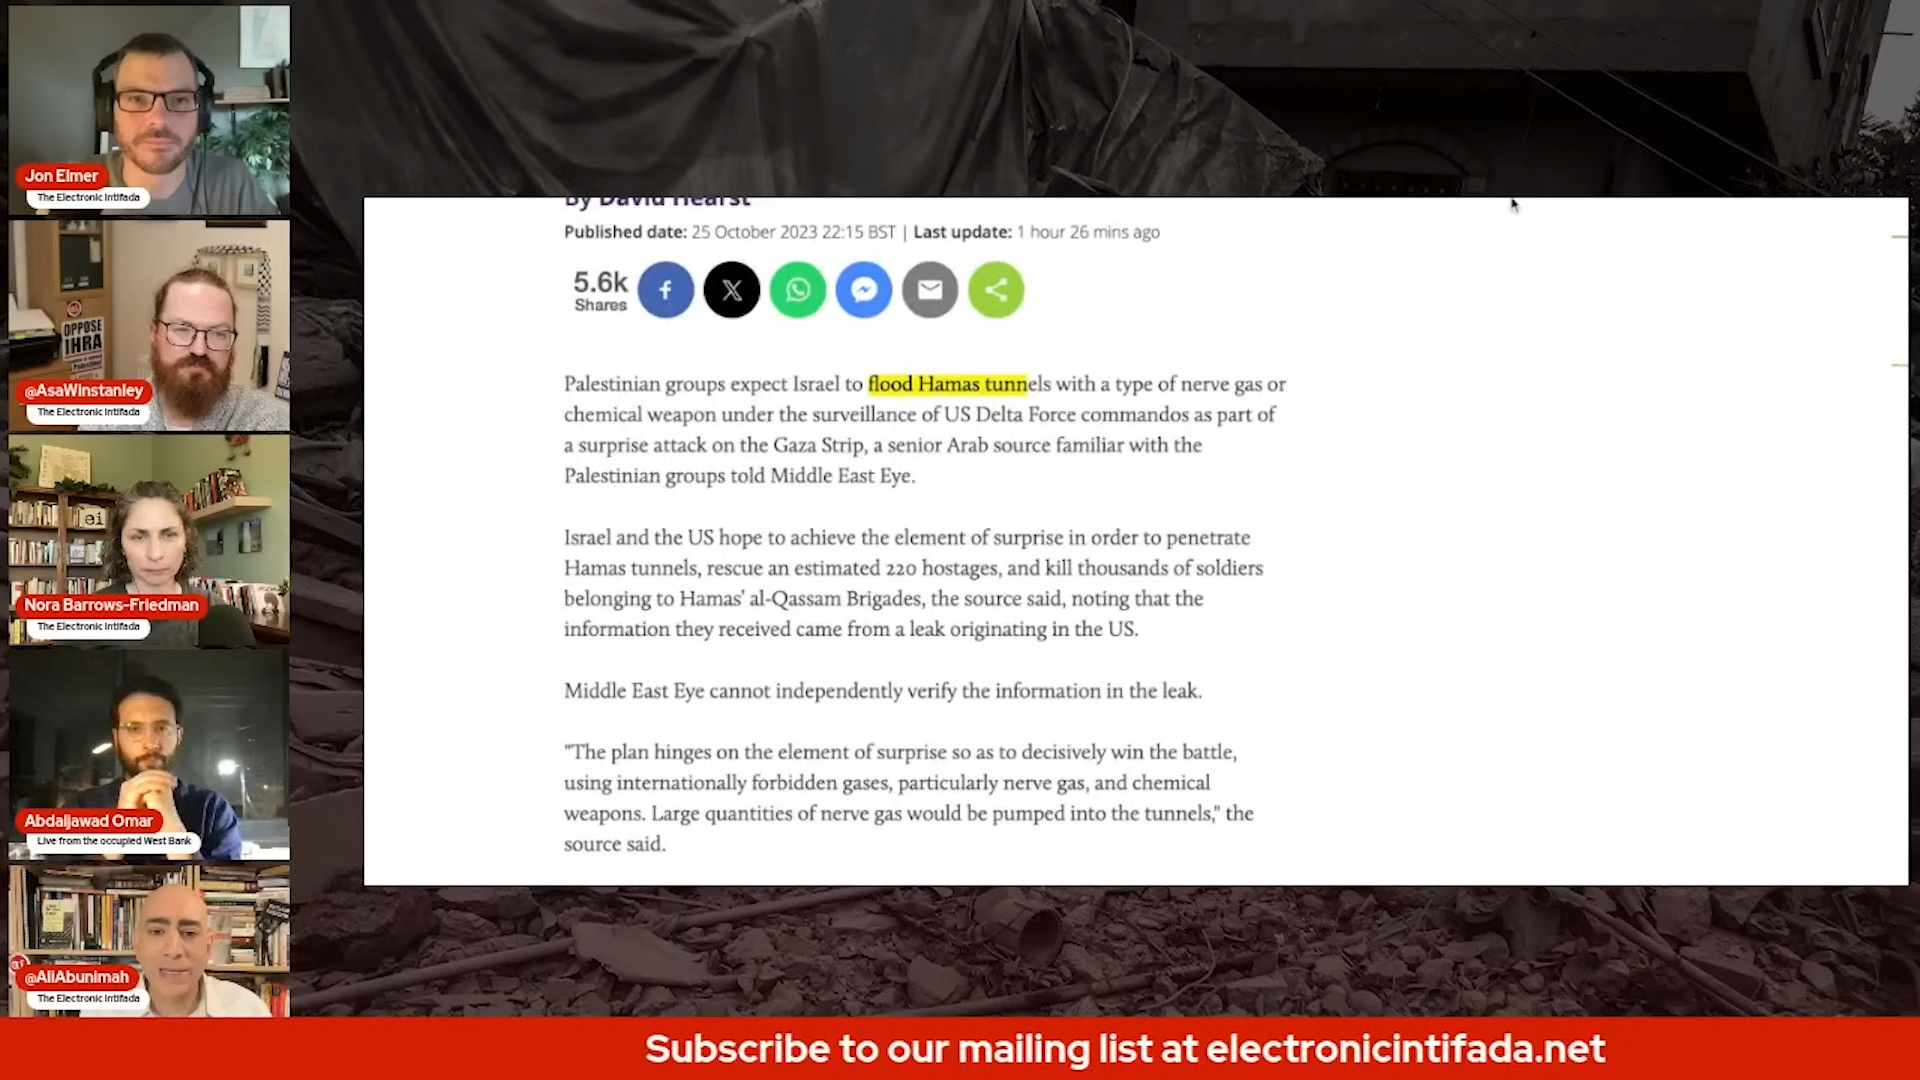 Jon Elmer
The Electronic Intifada
OPPOSE
IHRA
@AsaWinstanley
The Electronic Intifada
ei
Nora Barrows-Friedman
The Electronic Intifada
Abdaljawad Omar
Live from the occupied West Bank
@AliAbunimah
The Electronic Intifada
By David Hearst
Published date: 25 October 2023 22:15 BST | Last update: 1 hour 26 mins ago
5.6k
Shares
Palestinian groups expect Israel to flood Hamas tunnels with a type of nerve gas or
chemical weapon under the surveillance of US Delta Force commandos as part of
a surprise attack on the Gaza Strip, a senior Arab source familiar with the
Palestinian groups told Middle East Eye.
Israel and the US hope to achieve the element of surprise in order to penetrate
Hamas tunnels, rescue an estimated 220 hostages, and kill thousands of soldiers
belonging to Hamas' al-Qassam Brigades, the source said, noting that the
information they received came from a leak originating in the US.
Middle East Eye cannot independently verify the information in the leak.
"The plan hinges on the element of surprise so as to decisively win the battle,
using internationally forbidden gases, particularly nerve gas, and chemical
weapons. Large quantities of nerve gas would be pumped into the tunnels," the
source said.
Subscribe to our mailing list at electronicintifada.net